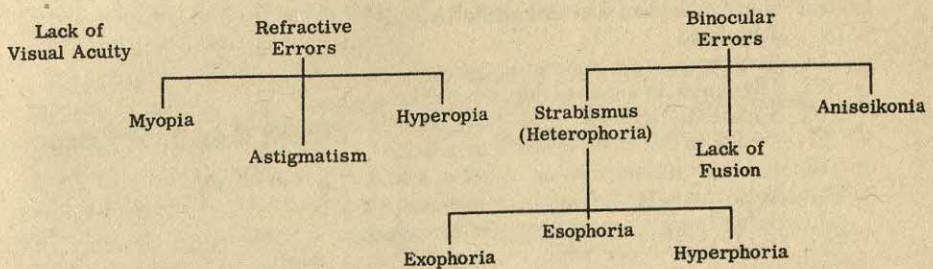 Lack of
Visual Acuity
Refractive
Errors
Binocular
Errors
Myopia
Astigmatism
Hyperopia
Strabismus
(Heterophoria)
Lack of
Fusion
Aniseikonia
Exophoria
Esophoria
Hyperphoria